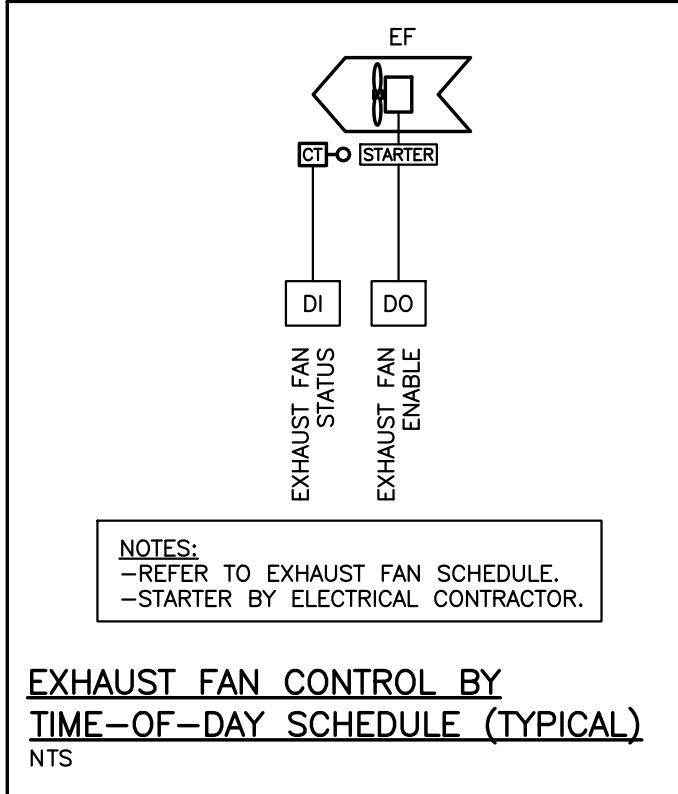 EF
CT
STARTER
DI
DO
EXHAUST FAN
STATUS
EXHAUST FAN
ENABLE
NOTES:
-REFER TO EXHAUST FAN SCHEDULE.
-STARTER BY ELECTRICAL CONTRACTOR.
EXHAUST FAN CONTROL BY
TIME-OF-DAY SCHEDULE (TYPICAL)
NTS